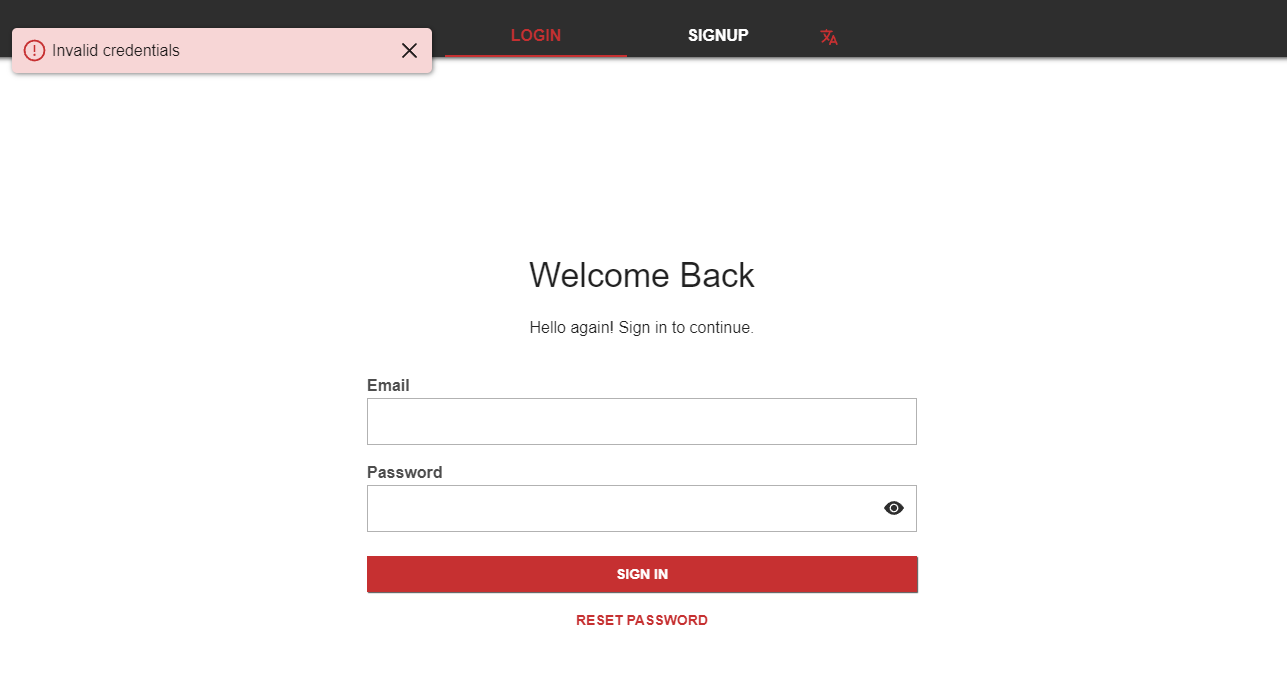 LOGIN
SIGNUP
Invalid credentials
Welcome Back
Hello again! Sign in to continue.
Email
Password
SIGN IN
RESET PASSWORD